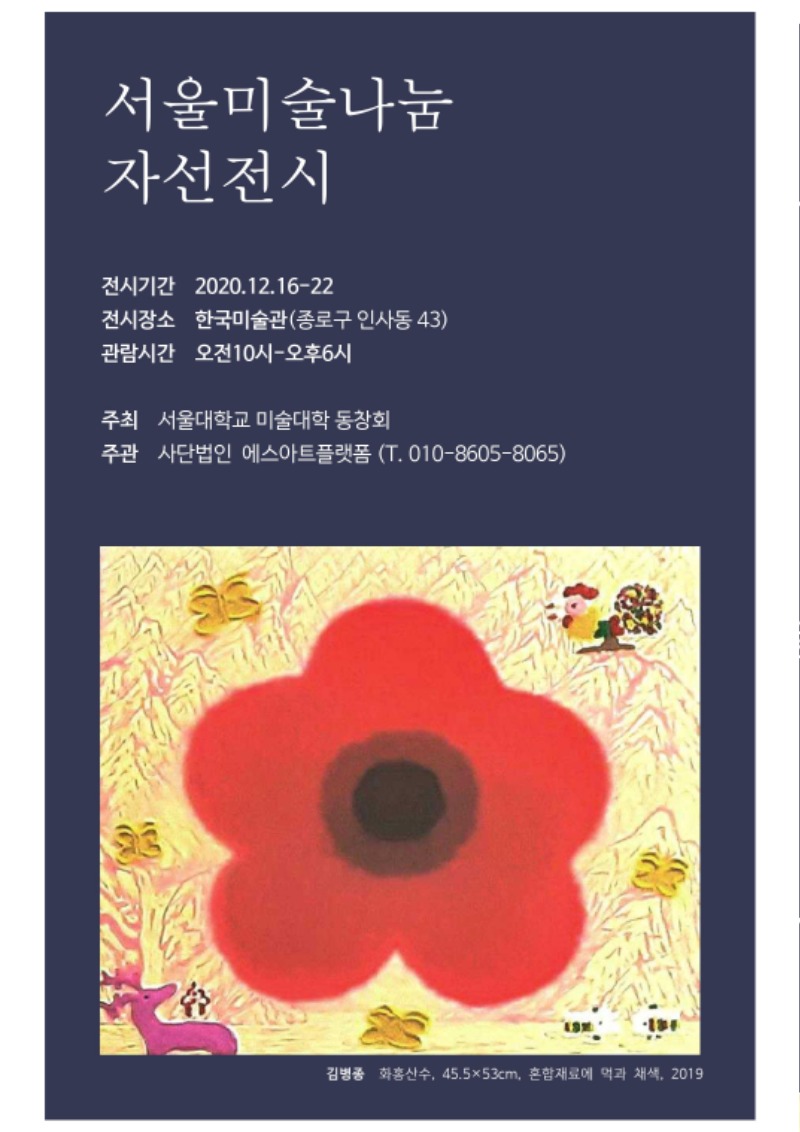 서울미술나눔
자선전시
전시기간 2020.12.16-22
전시장소 한국미술관(종로구 인사동 43)
관람시간 오전10시-오후6시
주최 서울대학교 미술대학 동창회
주관 사단법인 에스아트플랫폼 (T. 010-8605-8065)
김병종 화홍산수, 45.5×53cm, 혼합재료에 먹과 채색, 2019